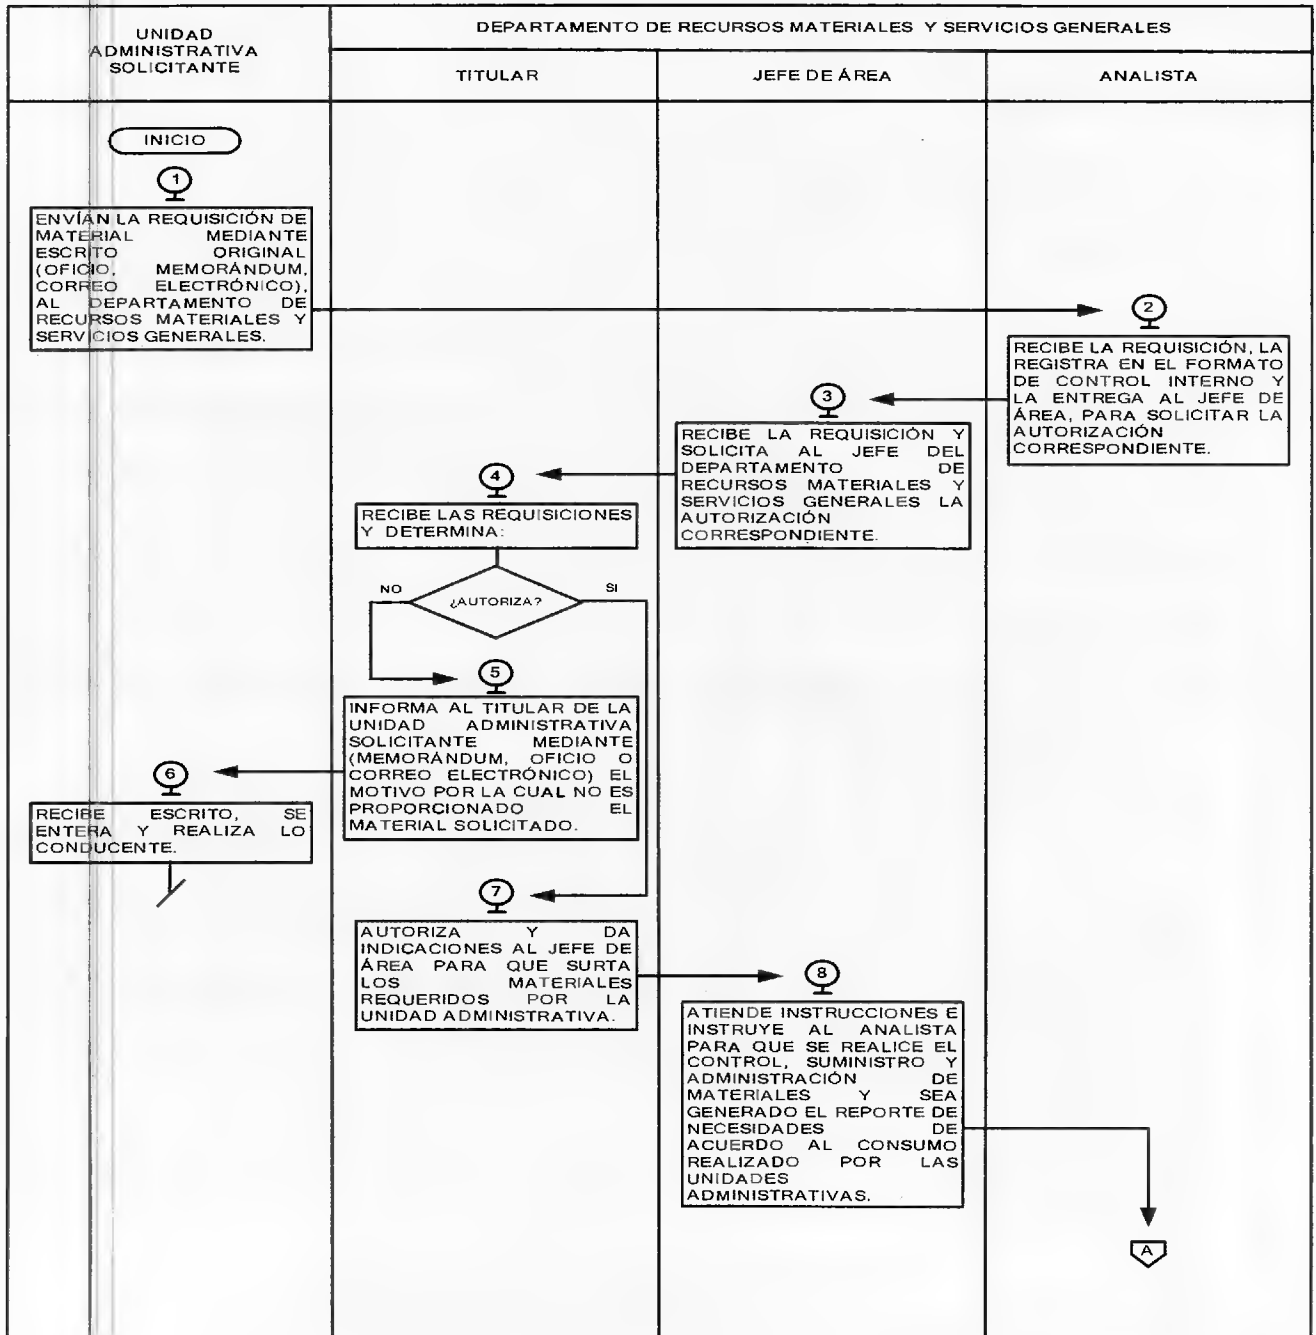 UNIDAD
ADMINISTRATIVA
SOLICITANTE
DEPARTAMENTO DE RECURSOS MATERIALES Y SERVICIOS GENERALES
TITULAR
JEFE DE ÁREA
ANALISTA
INICIO
1
ENVÍAN LA REQUISICIÓN DE
MATERIAL MEDIANTE
ESCRITO ORIGINAL
(OFICIO, MEMORÁNDUM,
CORREO ELECTRÓNICO),
AL DEPARTAMENTO DE
RECURSOS MATERIALES Y
SERVICIOS GENERALES.
2
RECIBE LA REQUISICIÓN, LA
REGISTRA EN EL FORMATO
DE CONTROL INTERNO Y
LA ENTREGA AL JEFE DE
ÁREA, PARA SOLICITAR LA
AUTORIZACIÓN
CORRESPONDIENTE.
3
RECIBE LA REQUISICIÓN Y
SOLICITA AL JEFE DEL
DEPARTAMENTO DE
RECURSOS MATERIALES Y
SERVICIOS GENERALES LA
AUTORIZACIÓN
CORRESPONDIENTE.
4
RECIBE LAS REQUISICIONES
Y DETERMINA:
NO
¿AUTORIZA?
SI
5
INFORMA AL TITULAR DE LA
UNIDAD ADMINISTRATIVA
SOLICITANTE MEDIANTE
(MEMORÁNDUM, OFICIO O
CORREO ELECTRÓNICO) EL
MOTIVO POR LA CUAL NO ES
PROPORCIONADO EL
MATERIAL SOLICITADO.
6
RECIBE ESCRITO, SE
ENTERA Y REALIZA LO
CONDUCENTE.
7
AUTORIZA Y DA
INDICACIONES AL JEFE DE
ÁREA PARA QUE SURTA
LOS MATERIALES
REQUERIDOS POR LA
UNIDAD ADMINISTRATIVA.
8
ATIENDE INSTRUCCIONES E
INSTRUYE AL ANALISTA
PARA QUE SE REALICE EL
CONTROL, SUMINISTRO Y
ADMINISTRACIÓN DE
MATERIALES Y SEA
GENERADO EL REPORTE DE
NECESIDADES DE
ACUERDO AL CONSUMO
REALIZADO POR LAS
UNIDADES
ADMINISTRATIVAS.
A